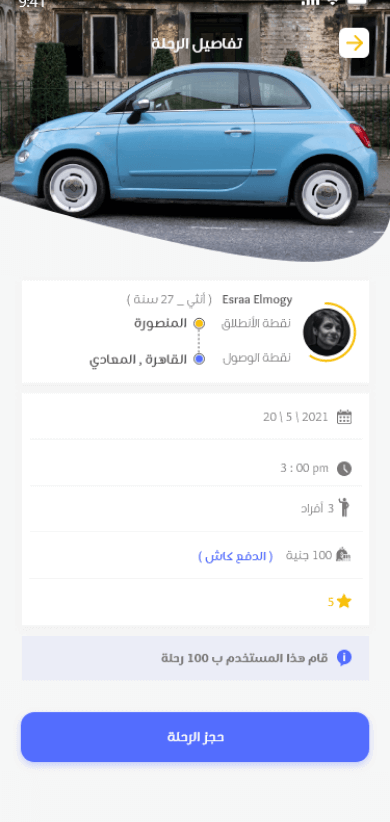 9:41
تفاصيل الرحلة
Esraa Elmogy ( أنثي _ 27 سنة )
نقطة الأنطلاق المنصورة
نقطة الوصول القاهرة , المعادي
20 \ 5 \ 2021
3 : 00 pm
3 أفراد
100 جنية ( الدفع كاش )
5
قام هذا المستخدم ب 100 رحلة
حجز الرحلة